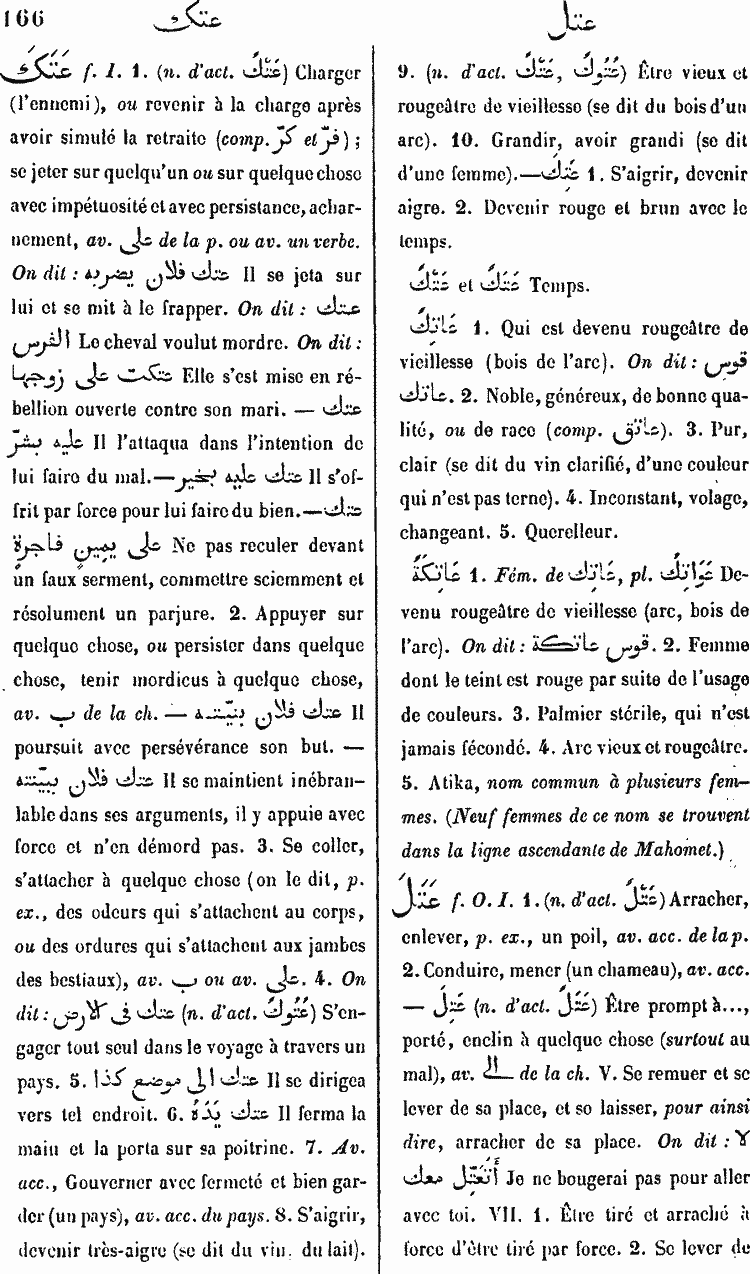 166 عتك عتل
عَتَكَ f. I. 1. (n. d'act. عَتْكٌ) Charger
(l'ennemi), ou revenir à la charge après
avoir simulé la retraite (comp. كرّ et فرّ) ;
se jeter sur quelqu'un ou sur quelque chose
avec impétuosité et avec persistance, achar-
nement, av. على de la p. ou av. un verbe.
On dit : عتك فلان يضربه Il se jeta sur
lui et se mit à le frapper. On dit : عتك
الفرس Le cheval voulut mordre. On dit :
عتكت على زوجها Elle s'est mise en ré-
bellion ouverte contre son mari. — عتك
عليه بشرّ Il l'attaqua dans l'intention de
lui faire du mal.—عتك عليه بخير Il s'of-
frit par force pour lui faire du bien.—عتك
على يمينٍ فاجرةٍ Ne pas reculer devant
un faux serment, commettre sciemment et
résolument un parjure. 2. Appuyer sur
quelque chose, ou persister dans quelque
chose, tenir mordicus à quelque chose,
av. ب de la ch. — عتك فلان بنيّته Il
poursuit avec persévérance son but. —
عتك فلان ببيّنته Il se maintient inébran-
lable dans ses arguments, il y appuie avec
force et n'en démord pas. 3. Se coller,
s'attacher à quelque chose (on le dit, p.
ex., des odeurs qui s'attachent au corps,
ou des ordures qui s'attachent aux jambes
des bestiaux), av. ب ou av. على. 4. On
dit : عتك فى الارض (n. d'act. عُتُوكٌ) S'en-
gager tout seul dans le voyage à travers un
pays. 5. عتك الى موضع كذا Il se dirigea
vers tel endroit. 6. عتك يَدَهُ Il ferma la
main et la porta sur sa poitrine. 7. Av.
acc., Gouverner avec fermeté et bien gar-
der (un pays), av. acc. du pays. 8. S'aigrir,
devenir très-aigre (se dit du vin, du lait).
9. (n. d'act. عَتْكٌ, عُتُوكٌ) Être vieux et
rougeâtre de vieillesse (se dit du bois d'un
arc). 10. Grandir, avoir grandi (se dit
d'une femme).—عَتِكَ 1. S'aigrir, devenir
aigre. 2. Devenir rouge et brun avec le
temps.
عَتْكٌ et عَتَكٌ Temps.
عَاتِكٌ 1. Qui est devenu rougeâtre de
vieillesse (bois de l'arc). On dit : قوس
عاتك. 2. Noble, généreux, de bonne qua-
lité, ou de race (comp. عاتق). 3. Pur,
clair (se dit du vin clarifié, d'une couleur
qui n'est pas terne). 4. Inconstant, volage,
changeant. 5. Querelleur.
عَاتِكَةٌ 1. Fém. de عَاتِكٌ, pl. عَوَاتِكُ De-
venu rougeâtre de vieillesse (arc, bois de
l'arc). On dit : قوس عاتكة. 2. Femme
dont le teint est rouge par suite de l'usage
de couleurs. 3. Palmier stérile, qui n'est
jamais fécondé. 4. Arc vieux et rougeâtre.
5. Atika, nom commun à plusieurs fem-
mes. (Neuf femmes de ce nom se trouvent
dans la ligne ascendante de Mahomet.)
عَتَلَ f. O. I. 1. (n. d'act. عَتْلٌ) Arracher,
enlever, p. ex., un poil, av. acc. de la p.
2. Conduire, mener (un chameau), av. acc.
— عَتِلَ (n. d'act. عَتَلٌ) Être prompt à...,
porté, enclin à quelque chose (surtout au
mal), av. الى de la ch. V. Se remuer et se
lever de sa place, et se laisser, pour ainsi
dire, arracher de sa place. On dit : لا
أَتَعَتَّل معك Je ne bougerai pas pour aller
avec toi. VII. 1. Être tiré et arraché à
force d'être tiré par force. 2. Se lever de